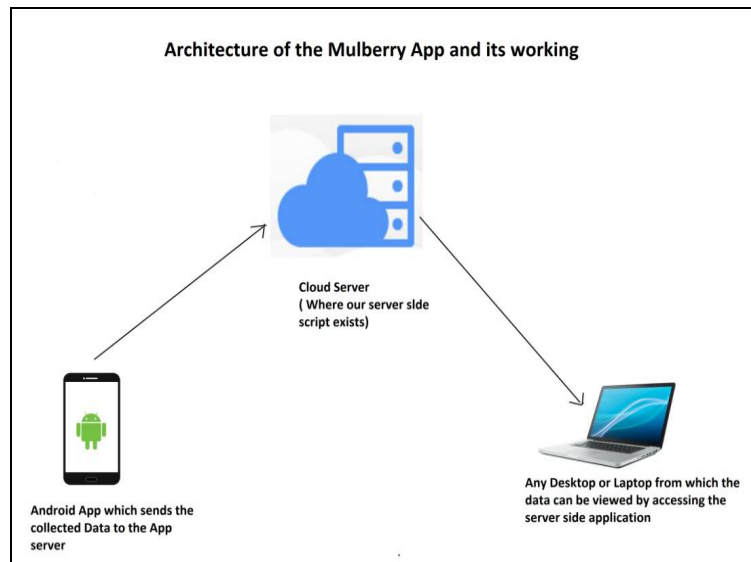 Architecture of the Mulberry App and its working
Cloud Server
( Where our server side
script exists)
Android App which sends the
collected Data to the App
server
Any Desktop or Laptop from which the
data can be viewed by accessing the
server side application